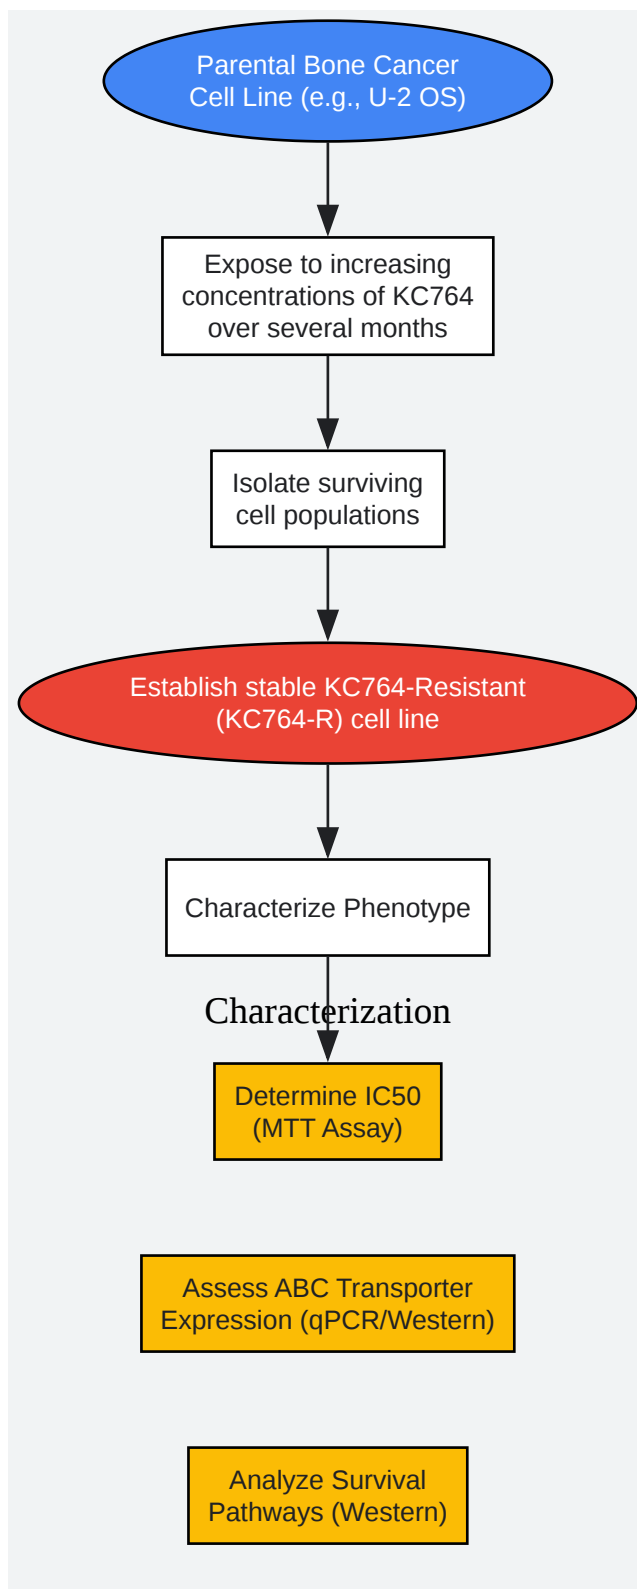 Parental Bone Cancer
Cell Line (e.g., U-2 OS)
Expose to increasing
concentrations of KC764
over several months
Isolate surviving
cell populations
Establish stable KC764-Resistant
(KC764-R) cell line
Characterize Phenotype
Characterization
Determine IC50
(MTT Assay)
Assess ABC Transporter
Expression (qPCR/Western)
Analyze Survival
Pathways (Western)